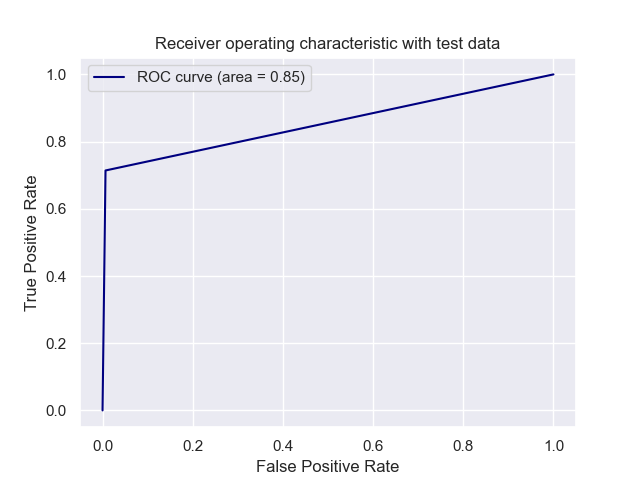 Receiver operating characteristic with test data
ROC curve (area = 0.85)
1.0
0.8
0.6
0.4
0.2
0.0
True Positive Rate
0.0 0.2 0.4 0.6 0.8 1.0
False Positive Rate